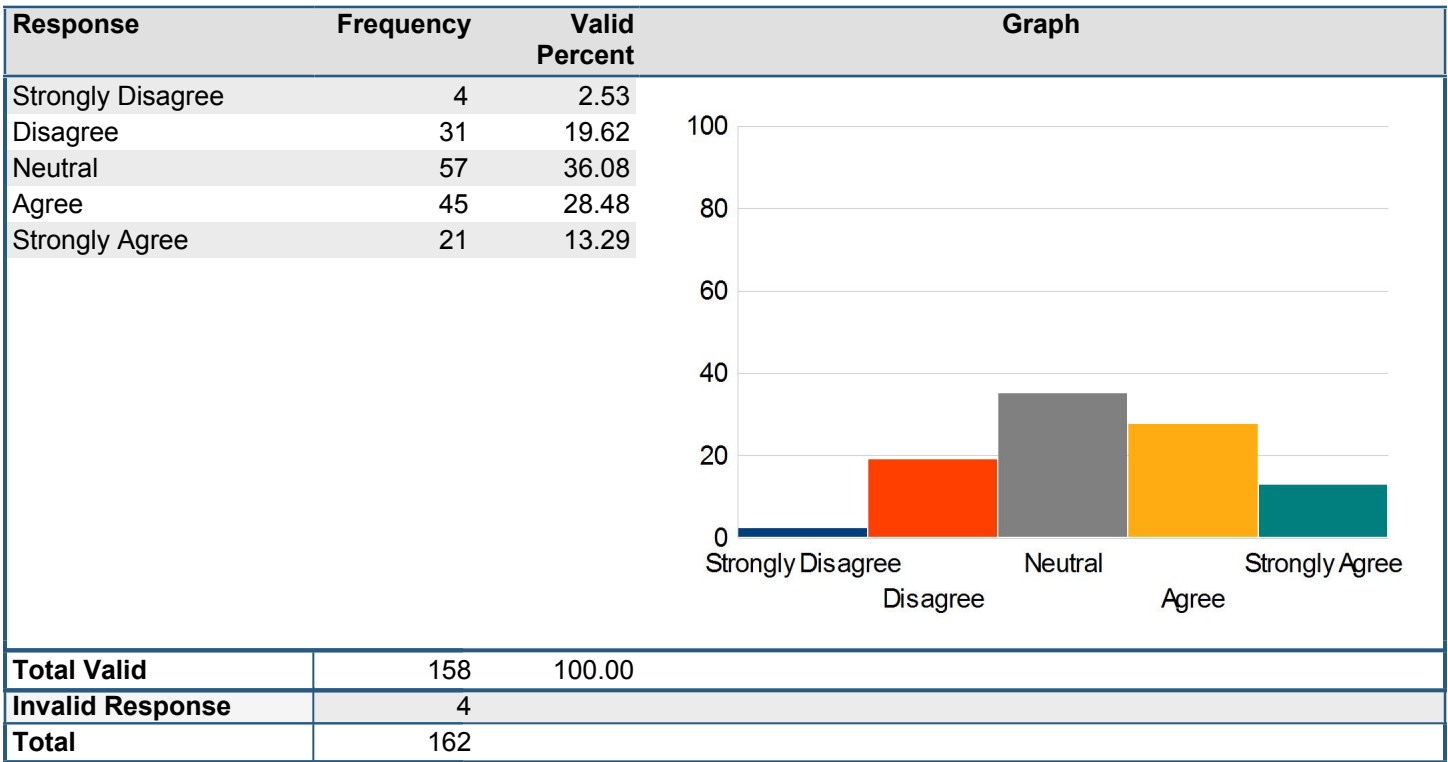 Response Frequency Valid Percent Graph
Strongly Disagree 4 2.53
Disagree 31 19.62
Neutral 57 36.08
Agree 45 28.48
Strongly Agree 21 13.29
100
80
60
40
20
0
Strongly Disagree Neutral Strongly Agree
Disagree Agree
Total Valid 158 100.00
Invalid Response 4
Total 162